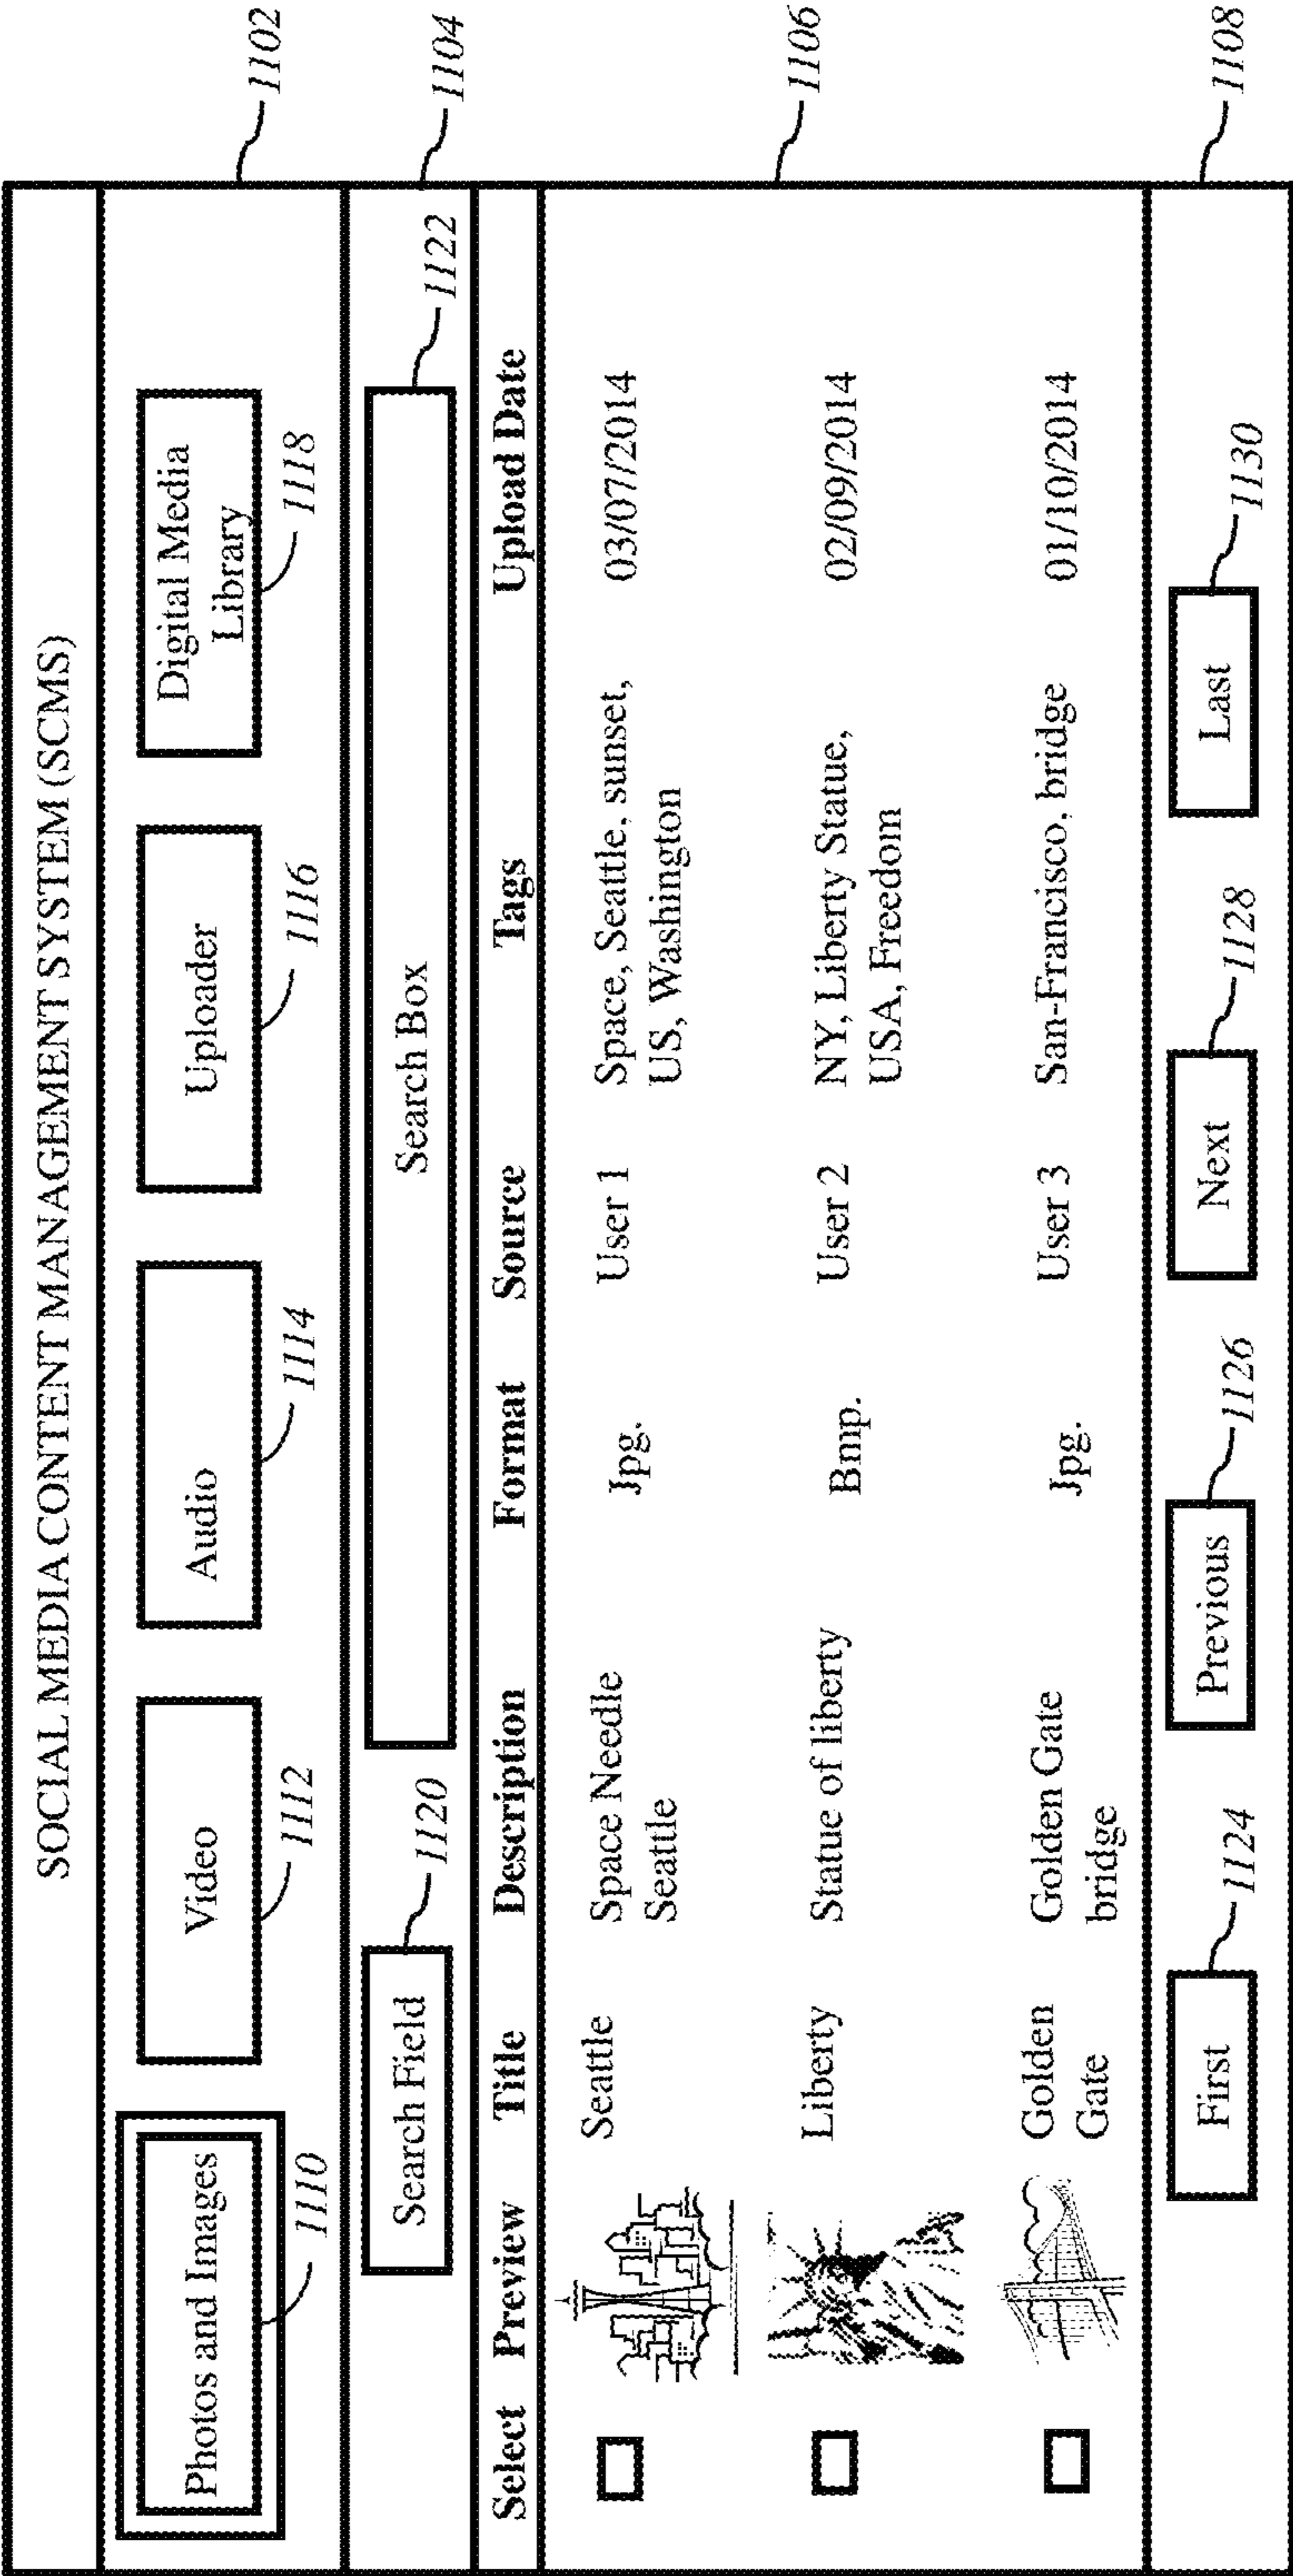 SOCIAL MEDIA CONTENT MANAGEMENT SYSTEM (SCMS)
1102
Photos and Images
1110
Video
1112
Audio
1114
Uploader
1116
Digital Media
Library
1118
1104
Search Field
1120
Search Box
1122
Select Preview Title Description Format Source Tags Upload Date
1106
Seattle
Space Needle
Seattle
Jpg.
User 1
Space, Seattle, sunset,
US, Washington
03/07/2014
Liberty
Statue of liberty
Bmp.
User 2
NY, Liberty Statue,
USA, Freedom
02/09/2014
Golden
Gate
Golden Gate
bridge
Jpg.
User 3
San-Francisco, bridge
01/10/2014
1108
First
1124
Previous
1126
Next
1128
Last
1130